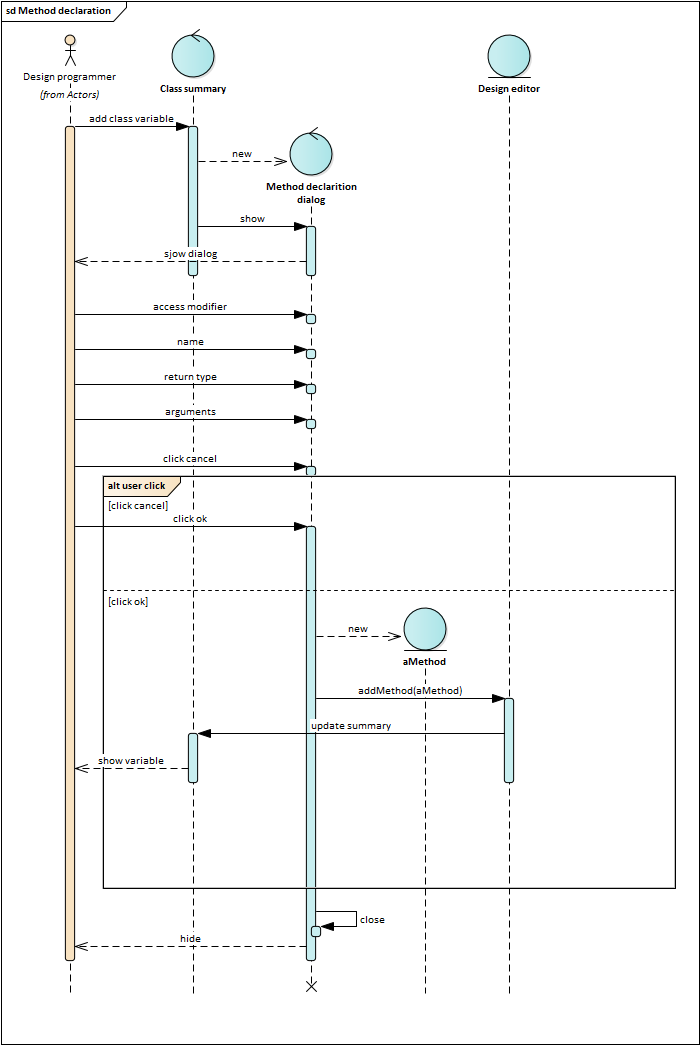 sd Method declaration
Design programmer
(from Actors)
Class summary
Design editor
add class variable
new
Method declarition
dialog
show
sjow dialog
access modifier
name
return type
arguments
click cancel
alt user click
[click cancel]
click ok
[click ok]
new
aMethod
addMethod(aMethod)
update summary
show variable
close
hide